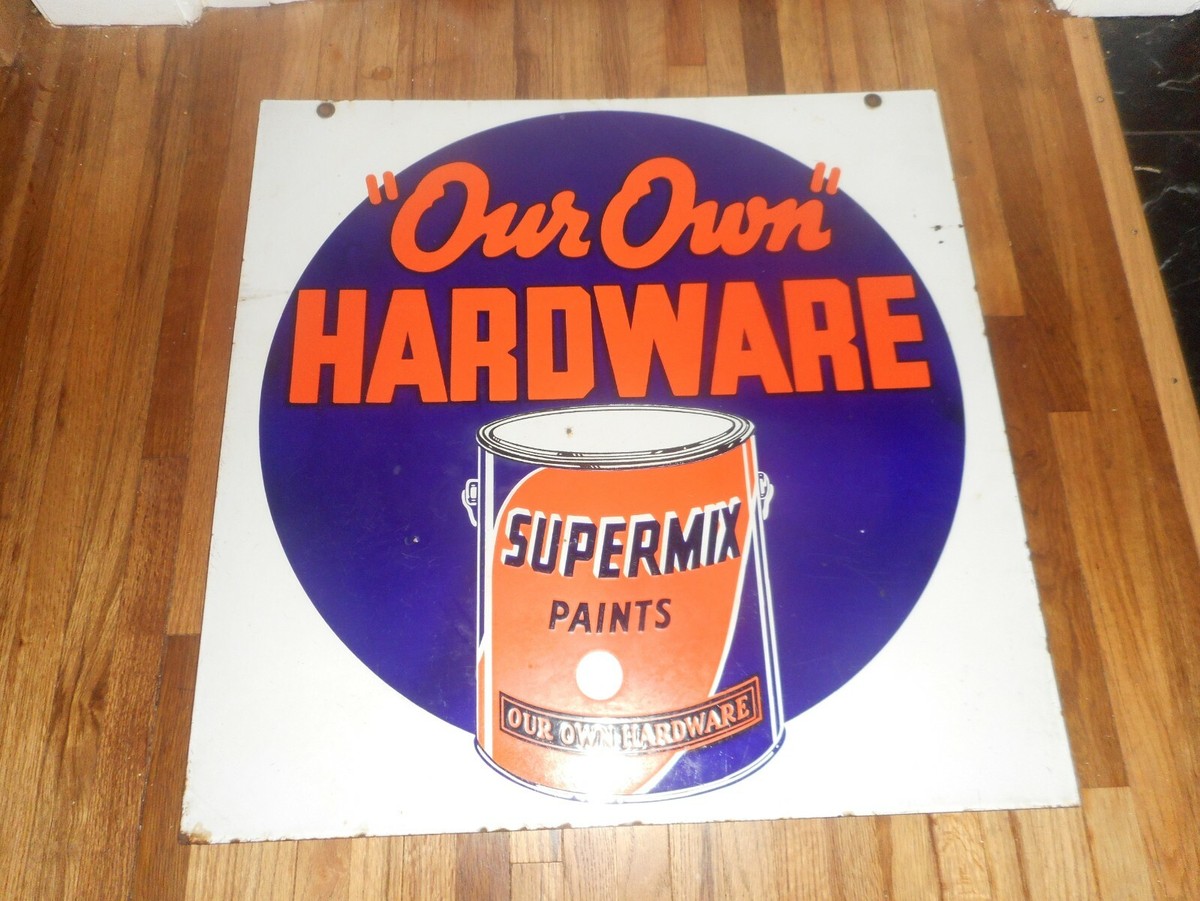 "Our Own"
HARDWARE
SUPERMIX
PAINTS
OUR OWN HARDWARE